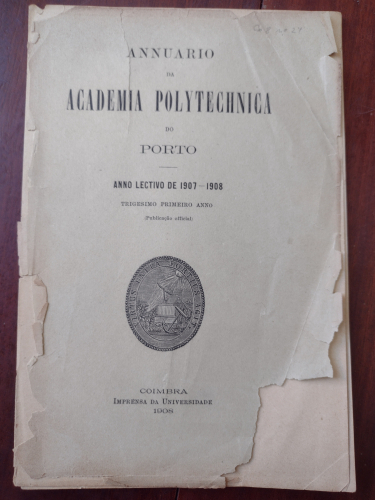 ANNUARIO
DA
ACADEMIA POLYTECHNICA
DO
PORTO
ANNO LECTIVO DE 1907–1908
TRIGESIMO PRIMEIRO ANNO
(Publicação official)
COIMBRA
IMPRENSA DA UNIVERSIDADE
1908